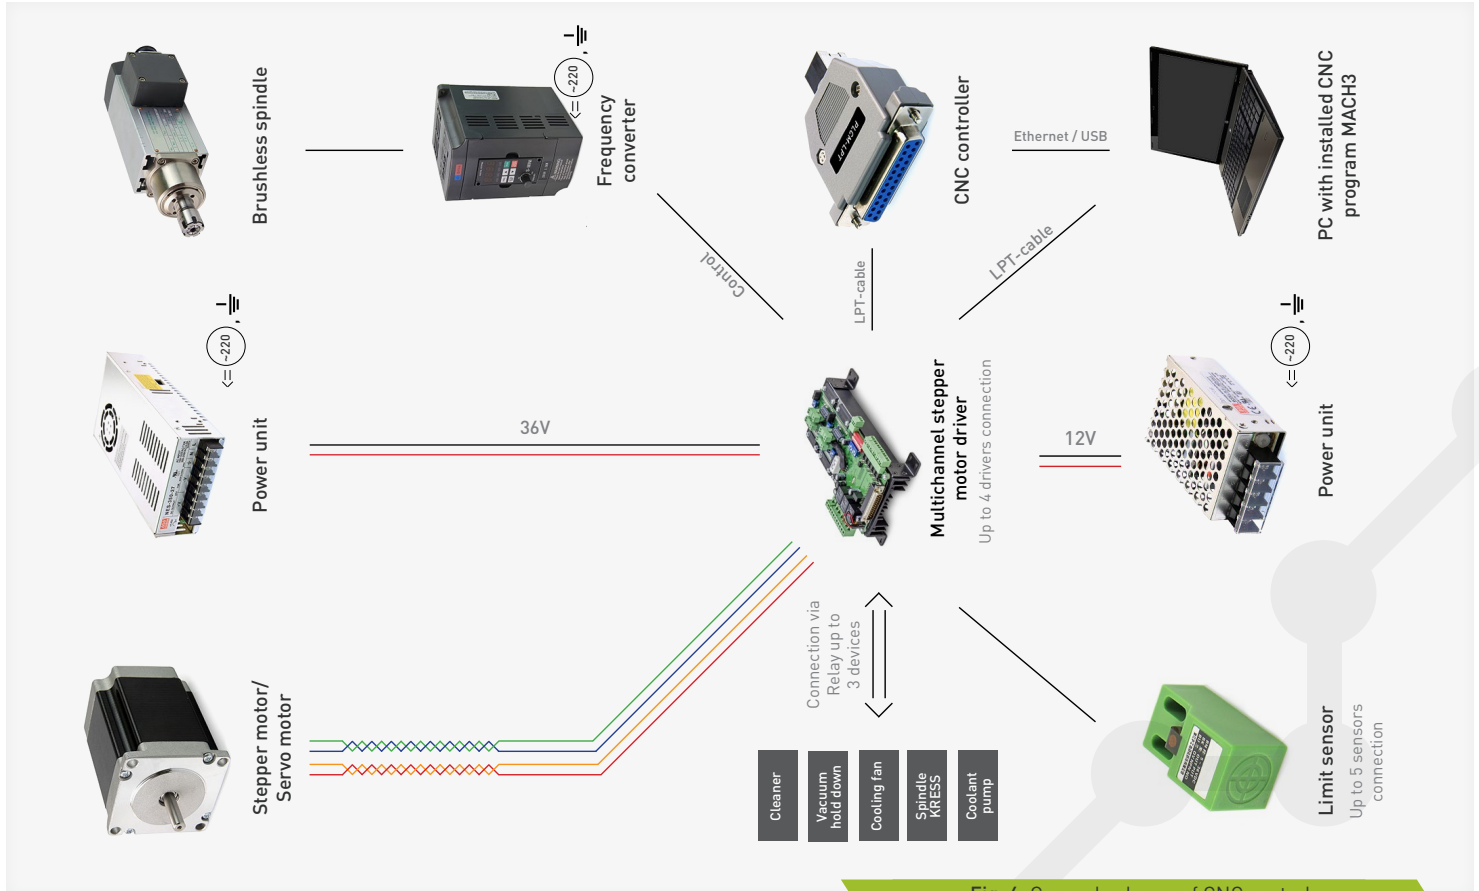 Brushless spindle
~220
Frequency
converter
PLCM-LPT
CNC controller
Ethernet / USB
PC with installed CNC
program MACH3
Control
LPT-cable
LPT-cable
~220
Power unit
36V
Multichannel stepper
motor driver
Up to 4 drivers connection
12V
~220
Power unit
Stepper motor/
Servo motor
Connection via
Relay up to
3 devices
Cleaner
Vacuum
hold down
Cooling fan
Spindle
KRESS
Coolant
pump
Limit sensor
Up to 5 sensors
connection